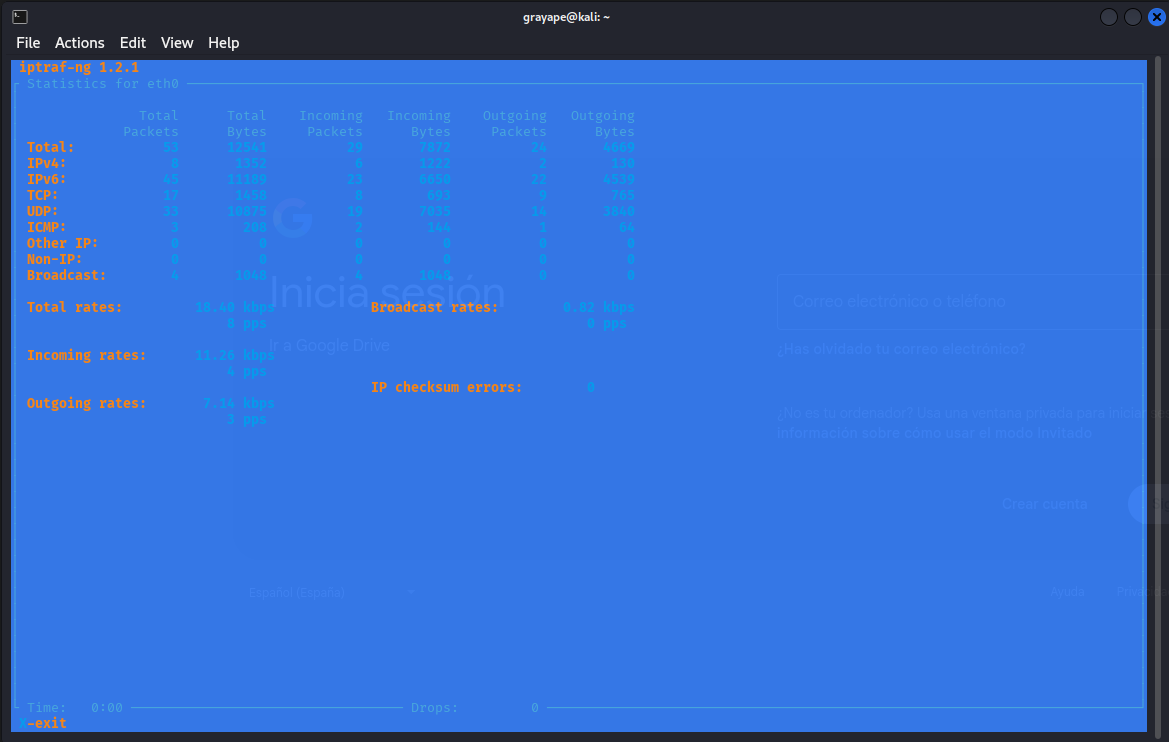 grayape@kali: ~
File Actions Edit View Help
iptraf-ng 1.2.1
Statistics for eth0
Total Total Incoming Incoming Outgoing Outgoing
Packets Bytes Packets Bytes Packets Bytes
Total: 53 12541 29 7872 24 4669
IPv4: 8 1352 6 1222 2 130
IPv6: 45 11189 23 6650 22 4539
TCP: 17 1458 8 693 9 765
UDP: 33 10875 19 7035 14 3840
ICMP: 3 208 2 144 1 64
Other IP: 0 0 0 0 0 0
Non-IP: 0 0 0 0 0 0
Broadcast: 4 1048 4 1048 0 0
Inicia sesión
Correo electrónico o teléfono
Total rates: 18.40 kbps Broadcast rates: 0.82 kbps
8 pps 0 pps
Ir a Google Drive
¿Has olvidado tu correo electrónico?
Incoming rates: 11.26 kbps
4 pps
IP checksum errors: 0
Outgoing rates: 7.14 kbps
3 pps
¿No es tu ordenador? Usa una ventana privada para iniciar
Información sobre cómo usar el modo Invitado
Crear cuenta
Español (España)
Ayuda
Time: 0:00 Drops: 0
X-exit